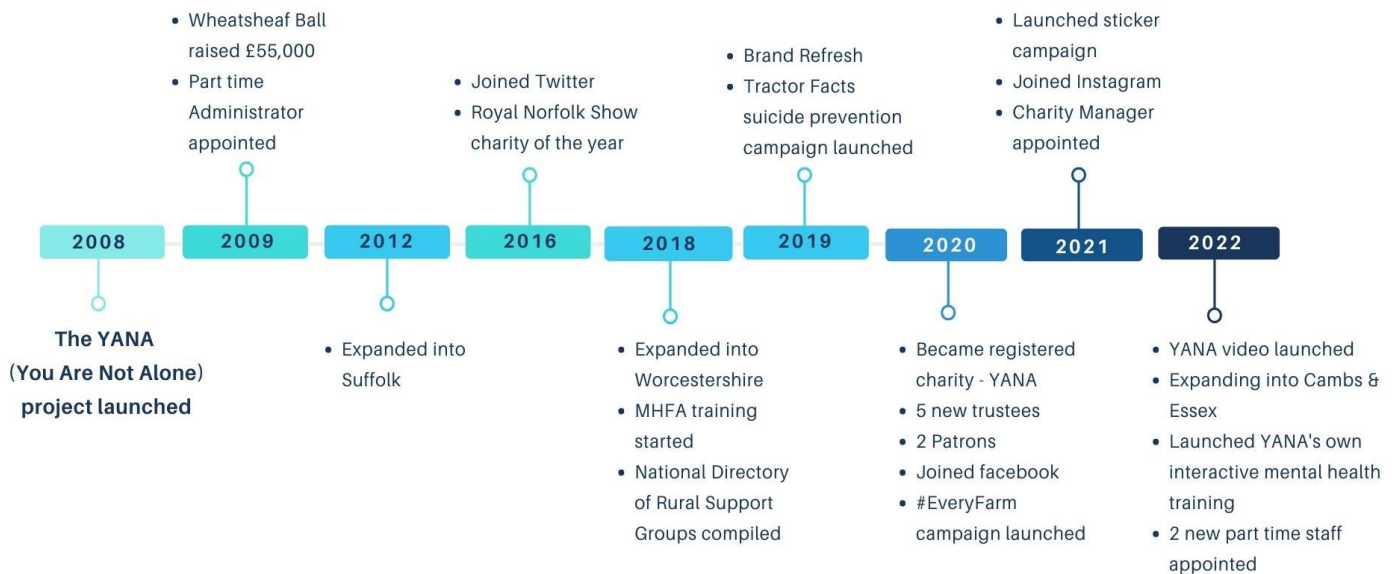 2008
The YANA
(You Are Not Alone)
project launched
• Wheatsheaf Ball
raised £55,000
• Part time
Administrator
appointed
2009
2012
• Expanded into
Suffolk
• Joined Twitter
• Royal Norfolk Show
charity of the year
2016
2018
• Expanded into
Worcestershire
• MHFA training
started
• National Directory
of Rural Support
Groups compiled
• Brand Refresh
• Tractor Facts
suicide prevention
campaign launched
2019
2020
• Became registered
charity - YANA
• 5 new trustees
• 2 Patrons
• Joined facebook
• #EveryFarm
campaign launched
• Launched sticker
campaign
• Joined Instagram
• Charity Manager
appointed
2021
2022
• YANA video launched
• Expanding into Cambs &
Essex
• Launched YANA's own
interactive mental health
training
• 2 new part time staff
appointed